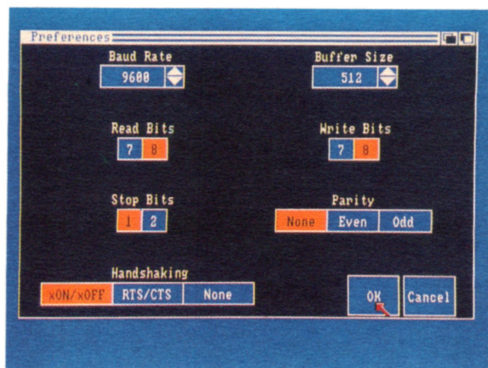 Preferences
Baud Rate
Buffer Size
9600
512
Read Bits
Write Bits
7 8
7 8
Stop Bits
Parity
1 2
None Even Odd
Handshaking
xON/xOFF RTS/CTS None
OK Cancel